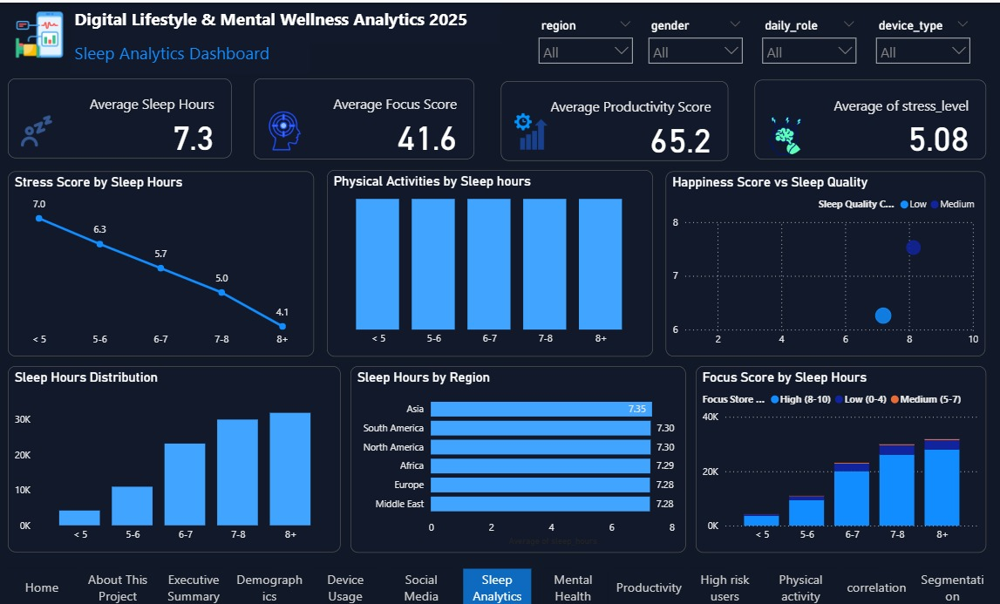 Digital Lifestyle & Mental Wellness Analytics 2025
Sleep Analytics Dashboard
region
All
gender
All
daily_role
All
device_type
All
Average Sleep Hours
7.3
Average Focus Score
41.6
Average Productivity Score
65.2
Average of stress_level
5.08
Stress Score by Sleep Hours
7.0
6.3
5.7
5.0
4.1
< 5 5-6 6-7 7-8 8+
Physical Activities by Sleep hours
< 5 5-6 6-7 7-8 8+
Happiness Score vs Sleep Quality
Sleep Quality C... Low Medium
8
7
6
2 4 6 8 10
Sleep Hours Distribution
30K
20K
10K
0K
< 5 5-6 6-7 7-8 8+
Sleep Hours by Region
Asia 7.35
South America 7.30
North America 7.30
Africa 7.29
Europe 7.28
Middle East 7.28
0 2 4 6 8
Average of sleep_hours
Focus Score by Sleep Hours
Focus Store ... High (8-10) Low (0-4) Medium (5-7)
40K
20K
0K
< 5 5-6 6-7 7-8 8+
Home
About This
Project
Executive
Summary
Demograph
ics
Device
Usage
Social
Media
Sleep
Analytics
Mental
Health
Productivity
High risk
users
Physical
activity
correlation
Segmentati
on